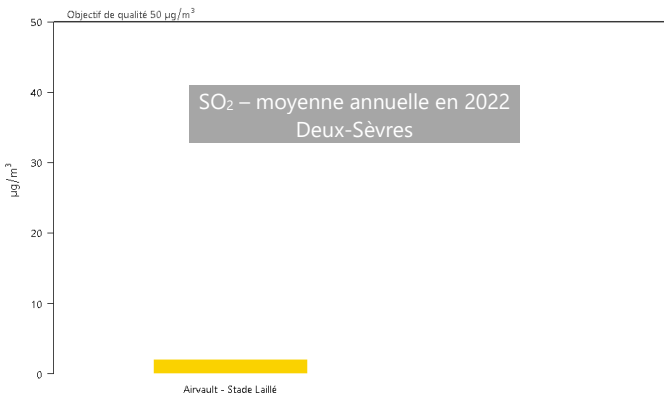 Objectif de qualité 50 µg/m³
50
SO₂ – moyenne annuelle en 2022
Deux-Sèvres
40
30
µg/m³
20
10
0
Airvault - Stade Laillé